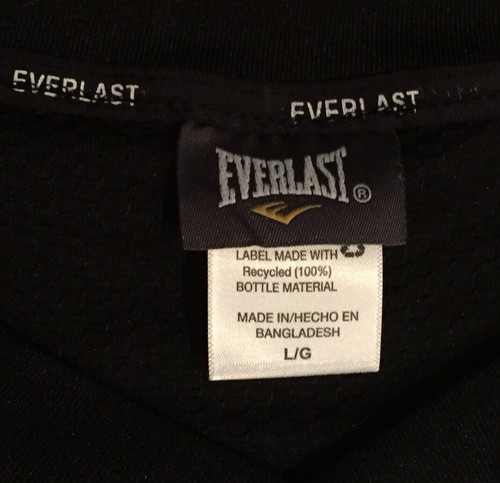 EVERLAST
EVERLAST
EVERLAST®
LABEL MADE WITH
Recycled (100%)
BOTTLE MATERIAL
MADE IN/HECHO EN
BANGLADESH
L/G